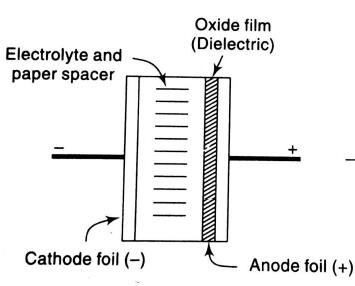 Oxide film
(Dielectric)
Electrolyte and
paper spacer
−
+
Cathode foil (−)
Anode foil (+)